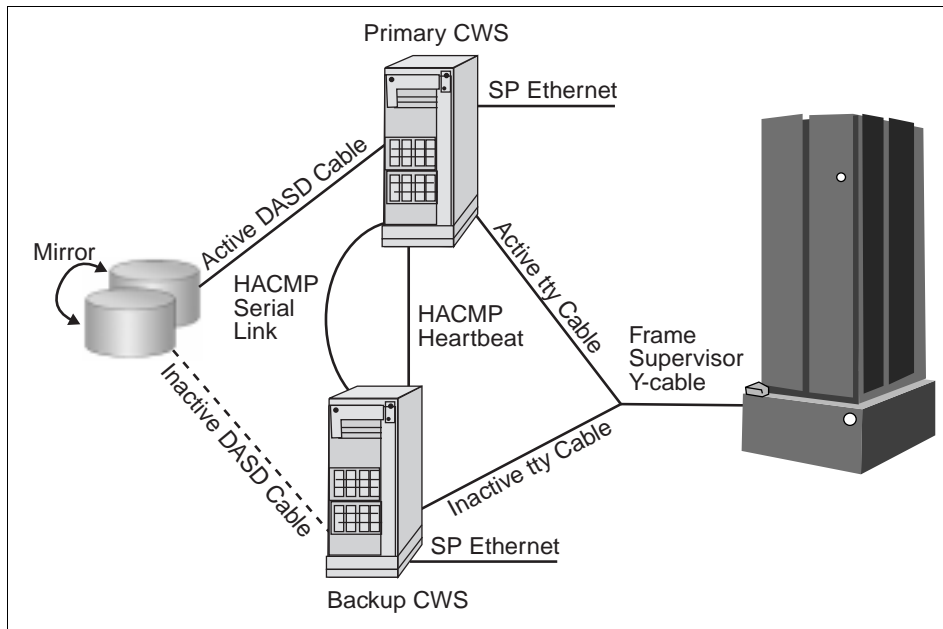 Primary CWS
SP Ethernet
Active DASD Cable
Mirror
HACMP
Serial
Link
HACMP
Heartbeat
Active tty Cable
Frame
Supervisor
Y-cable
Inactive DASD Cable
Inactive tty Cable
SP Ethernet
Backup CWS